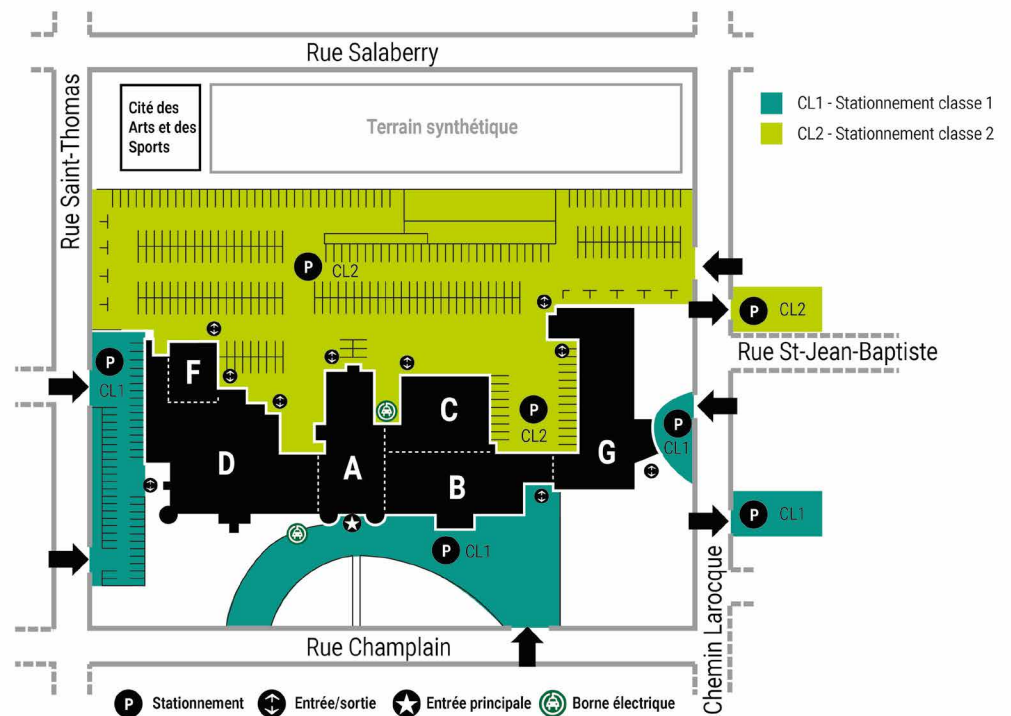 Rue Salaberry
Rue Saint-Thomas
Cité des
Arts et des
Sports
Terrain synthétique
CL1 - Stationnement classe 1
CL2 - Stationnement classe 2
P CL2
P CL2
Rue St-Jean-Baptiste
P
CL1
F
D
A
C
B
G
P
CL2
P
CL1
P CL1
P CL1
Rue Champlain
Chemin Larocque
P Stationnement
Entrée/sortie
Entrée principale
Borne électrique